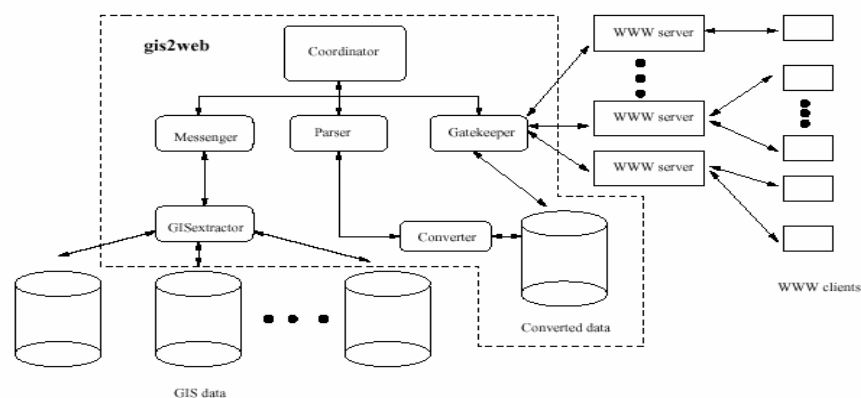 gis2web
Coordinator
WWW server
Messenger
Parser
Gatekeeper
WWW server
WWW server
GISextractor
Converter
WWW clients
Converted data
GIS data